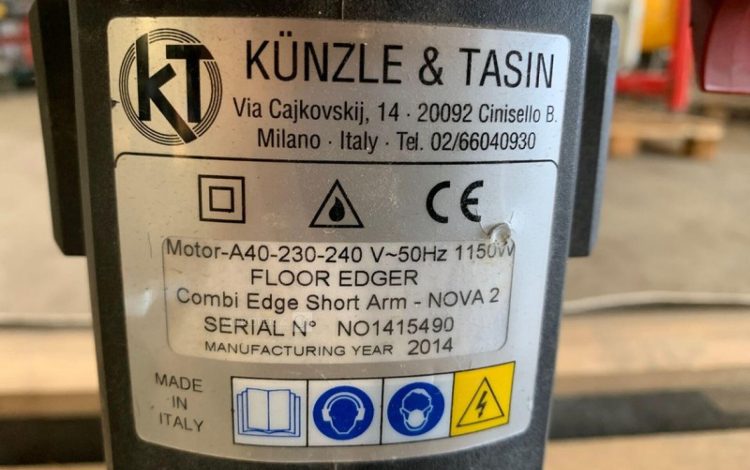 KT
KÜNZLE & TASIN
Via Cajkovskij, 14 · 20092 Cinisello B.
Milano · Italy · Tel. 02/66040930
CE
Motor-A40-230-240 V~50Hz 1150W
FLOOR EDGER
Combi Edge Short Arm - NOVA 2
SERIAL N° NO1415490
MANUFACTURING YEAR 2014
MADE
IN
ITALY